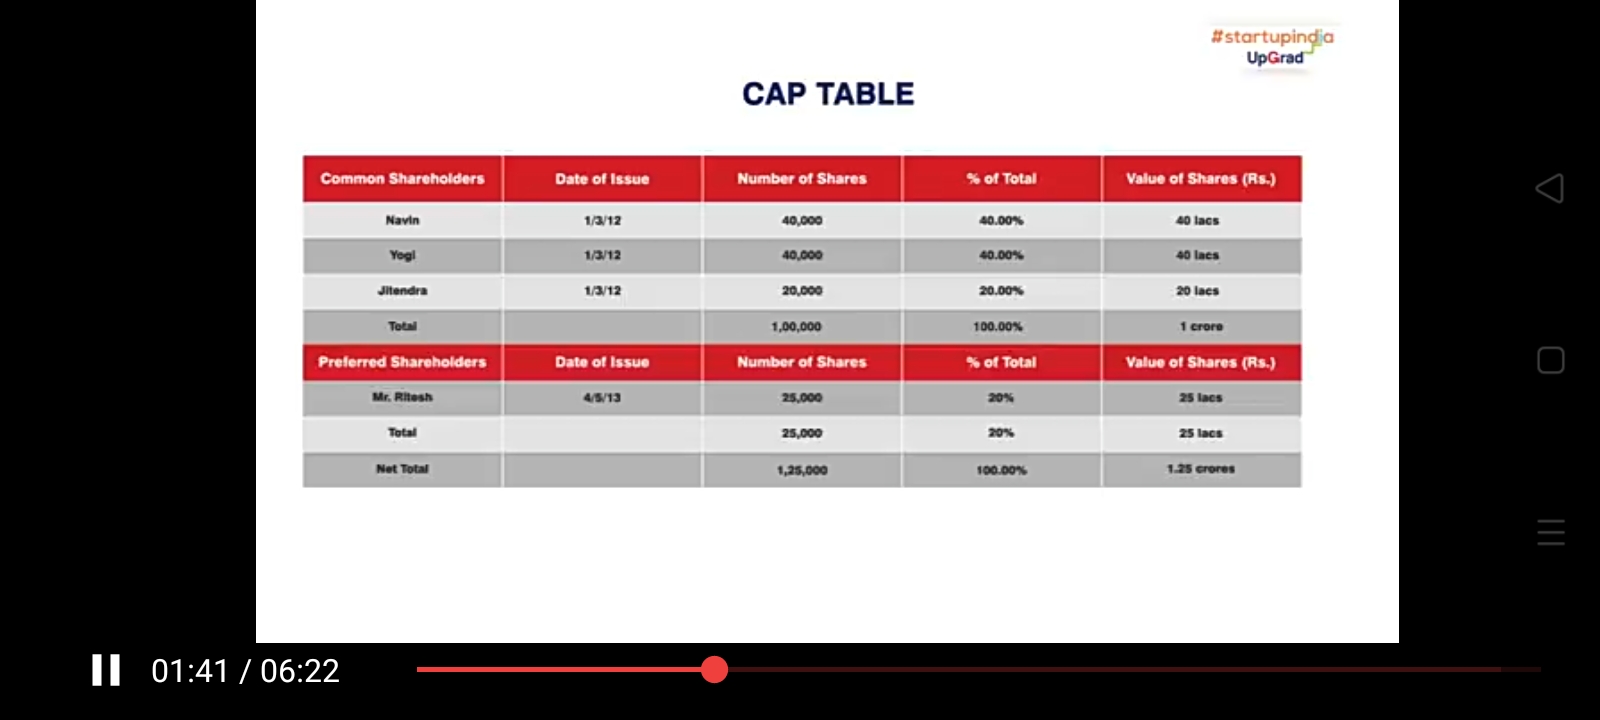 #startupindia
UpGrad
CAP TABLE
Common Shareholders Date of Issue Number of Shares % of Total Value of Shares (Rs.)
Navin 1/3/12 40,000 40.00% 40 lacs
Yogi 1/3/12 40,000 40.00% 40 lacs
Jitendra 1/3/12 20,000 20.00% 20 lacs
Total 1,00,000 100.00% 1 crore
Preferred Shareholders Date of Issue Number of Shares % of Total Value of Shares (Rs.)
Mr. Ritesh 4/5/13 25,000 20% 25 lacs
Total 25,000 20% 25 lacs
Net Total 1,25,000 100.00% 1.25 crores
01:41 / 06:22